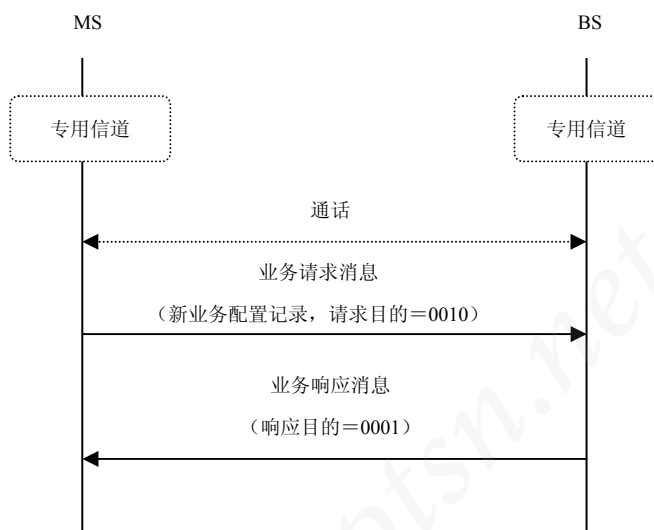 MS BS
专用信道 专用信道
通话
业务请求消息
（新业务配置记录，请求目的＝0010）
业务响应消息
（响应目的＝0001）
ptsn.net